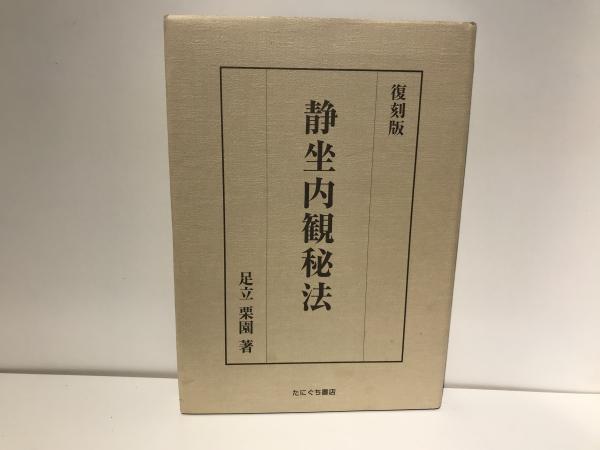 復刻版
静坐内観秘法
足立 栗園 著
たにぐち書店